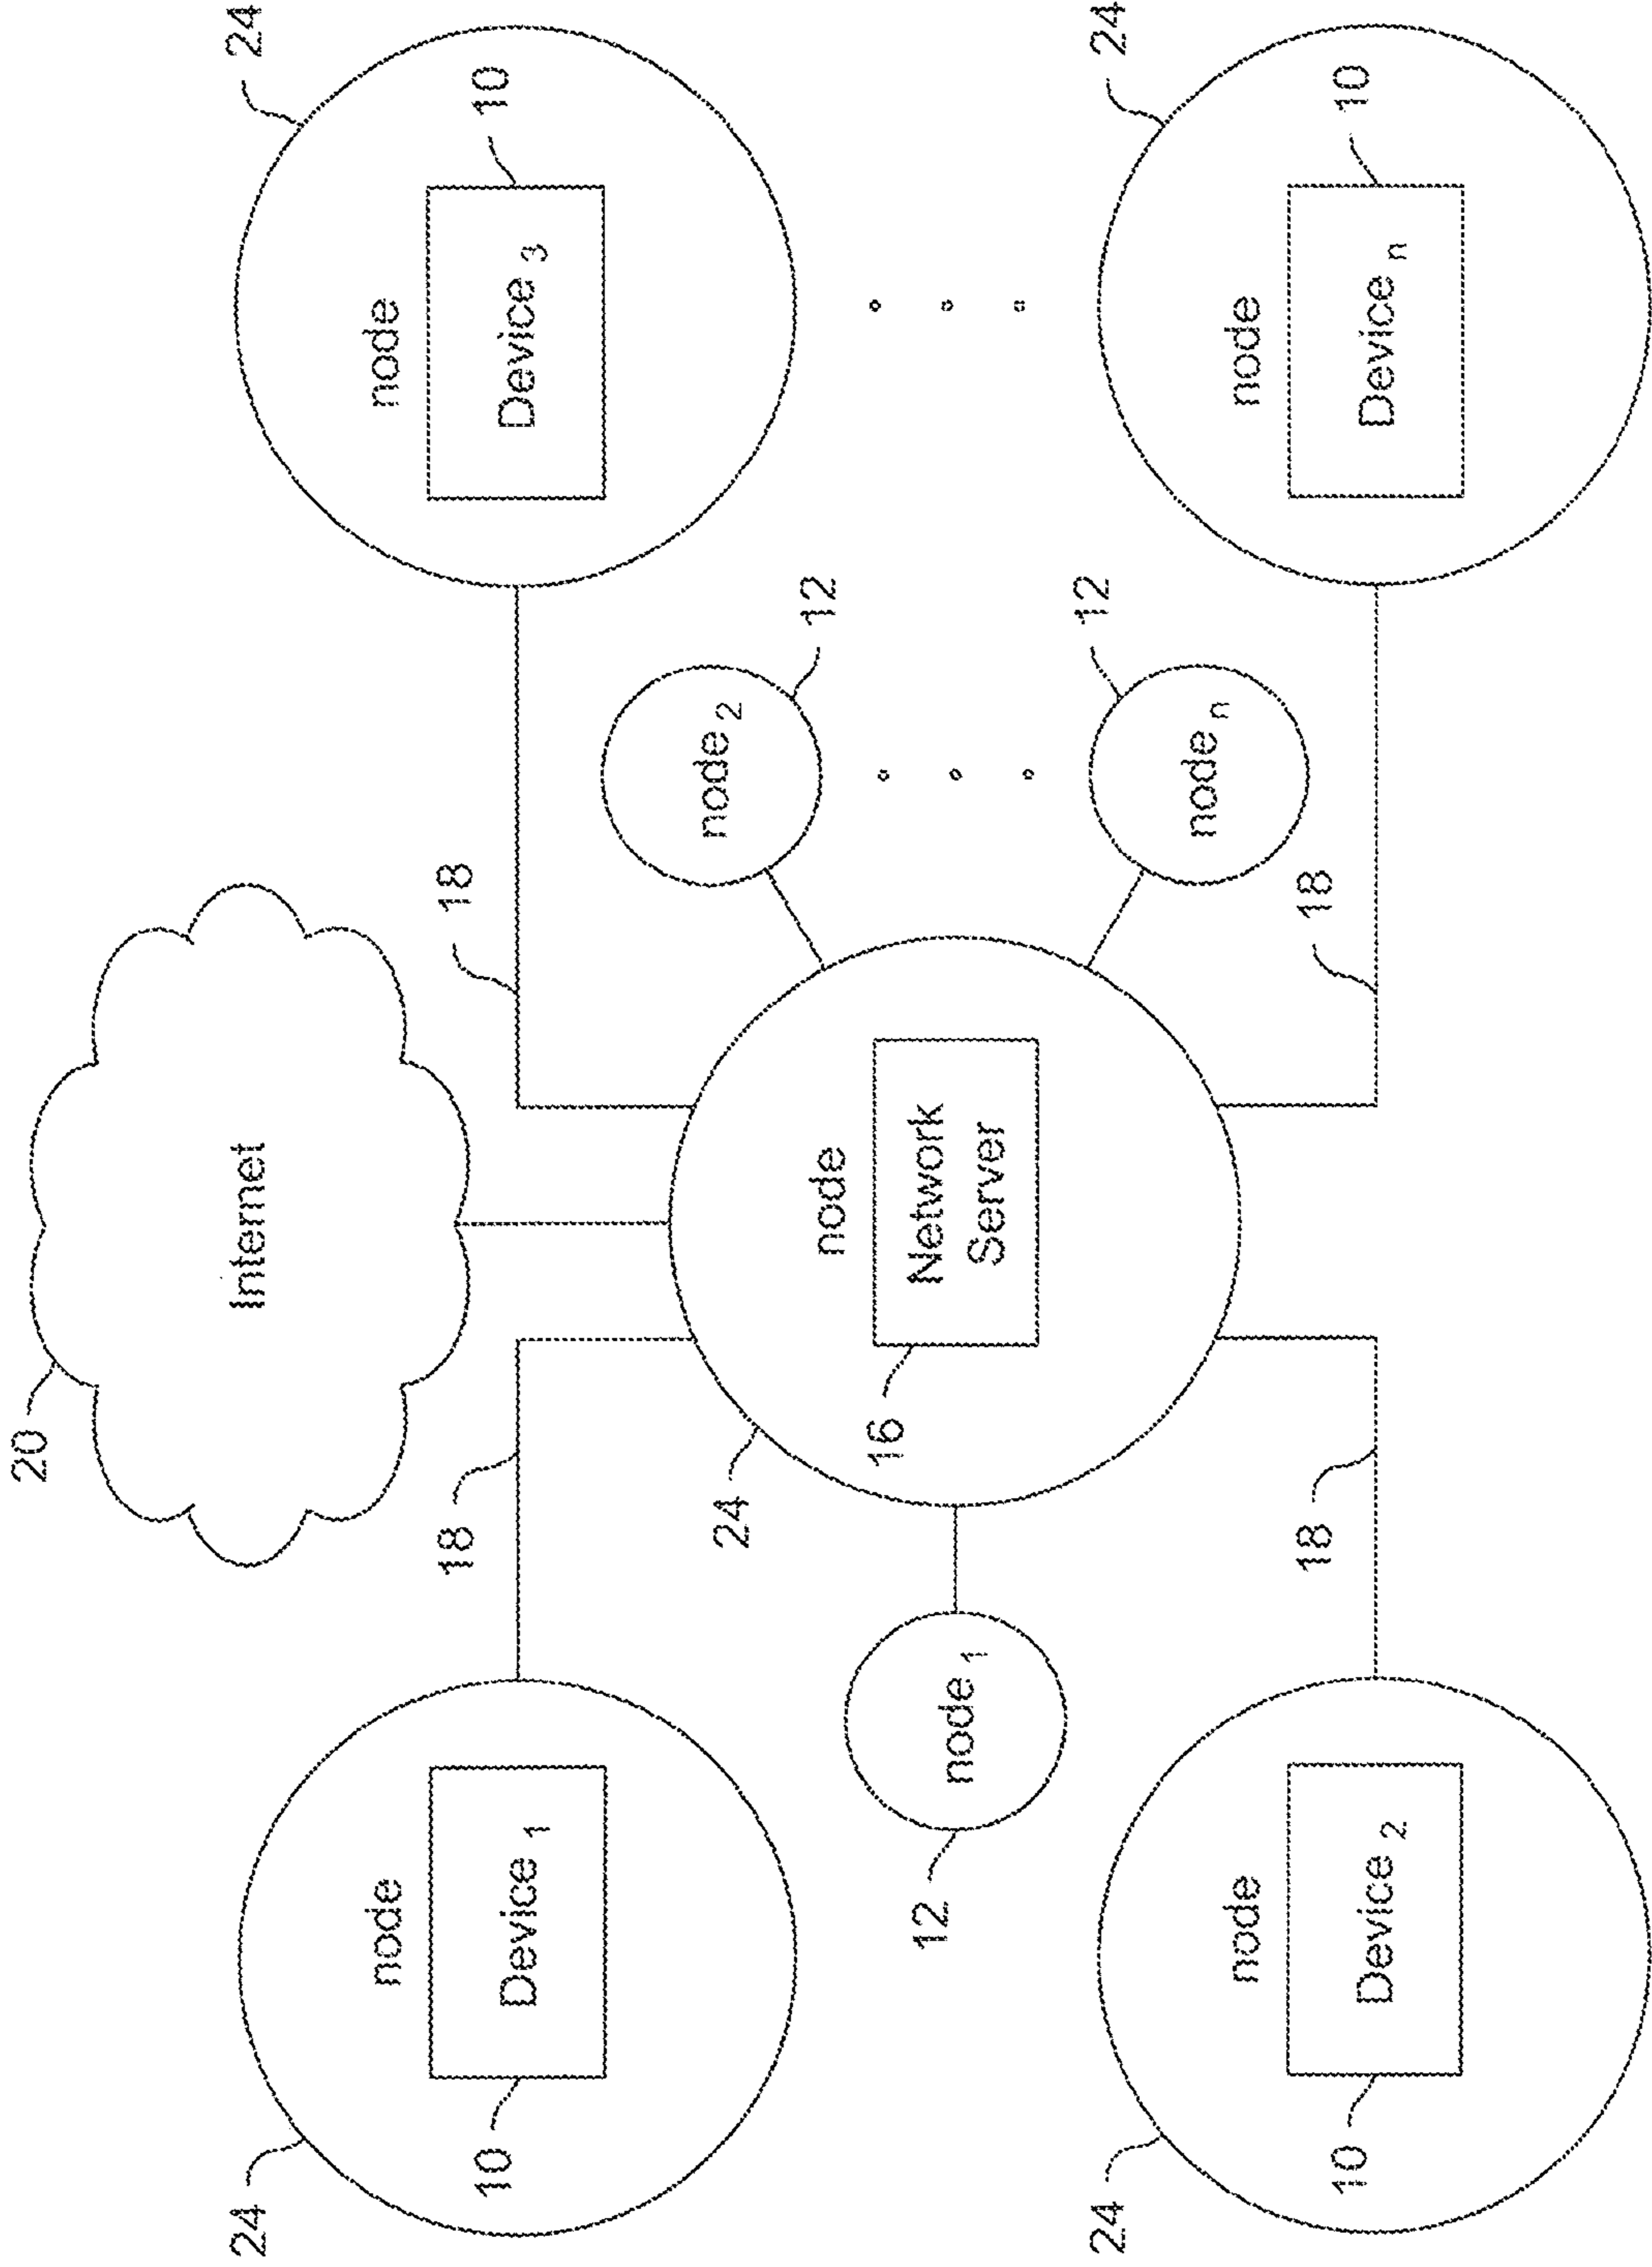 20
Internet
24
node
Device 1
10
18
24
node
Device 3
10
18
24
node
Network
Server
16
node 1
12
node 2
12
node n
12
24
node
Device 2
10
18
24
node
Device n
10
18